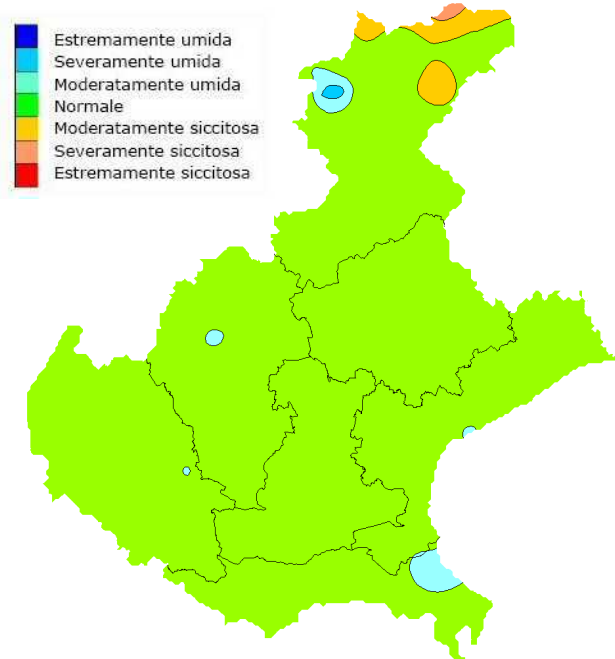 Estremamente umida
Severamente umida
Moderatamente umida
Normale
Moderatamente siccitosa
Severamente siccitosa
Estremamente siccitosa